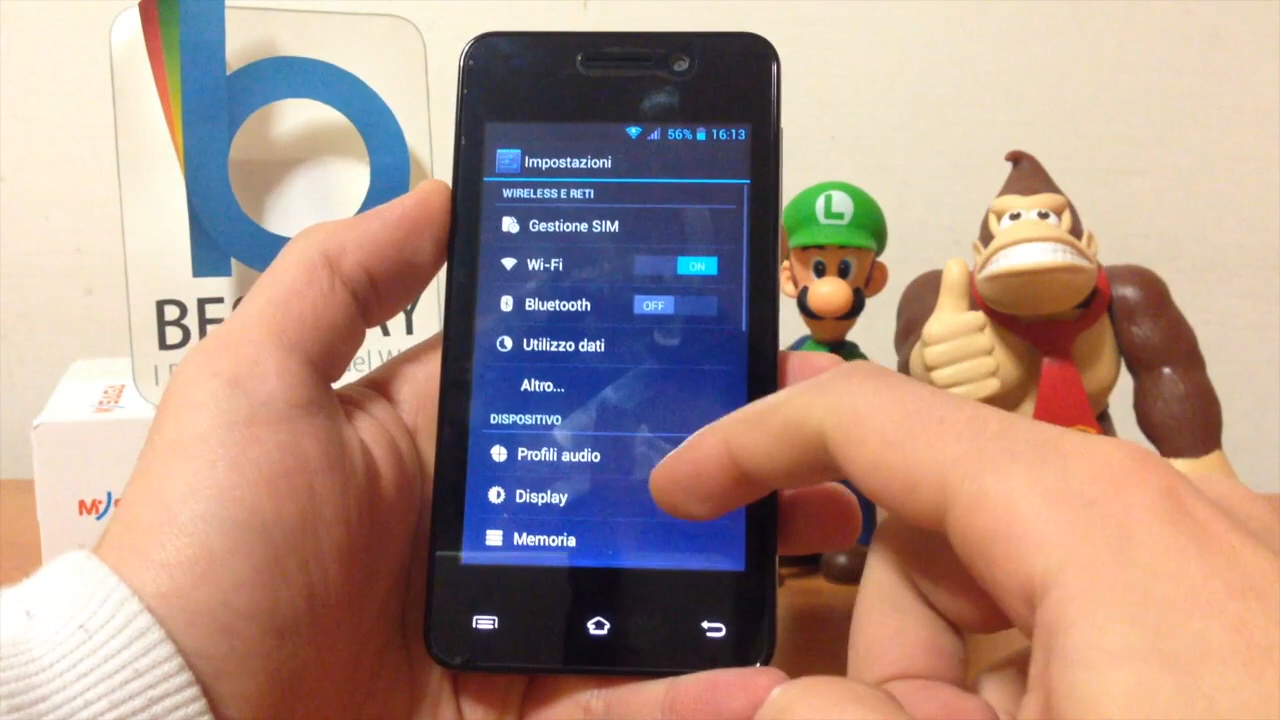 56% 16:13
Impostazioni
WIRELESS E RETI
Gestione SIM
Wi-Fi ON
Bluetooth OFF
Utilizzo dati
Altro...
DISPOSITIVO
Profili audio
Display
Memoria
L
b